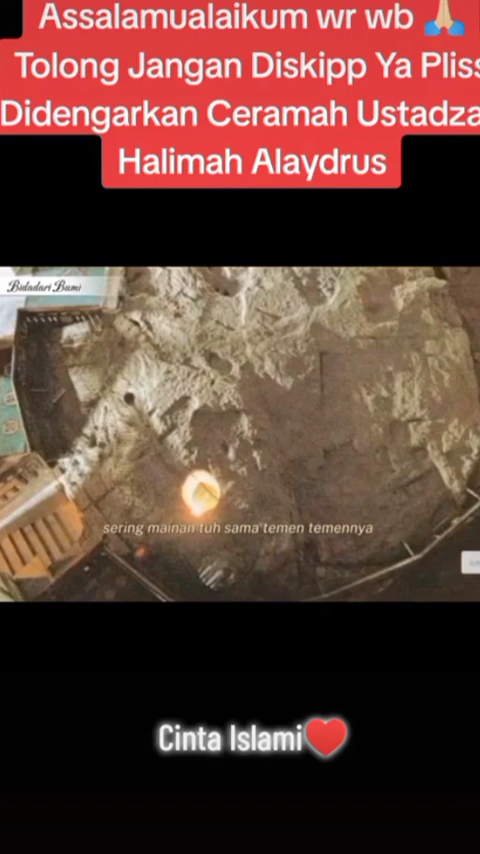 Assalamualaikum wr wb 🙏🏼
Tolong Jangan Diskipp Ya Pliss
Didengarkan Ceramah Ustadza
Halimah Alaydrus
Bidadari Bumi
sering mainan tuh sama temen temennya
Cinta Islami❤️